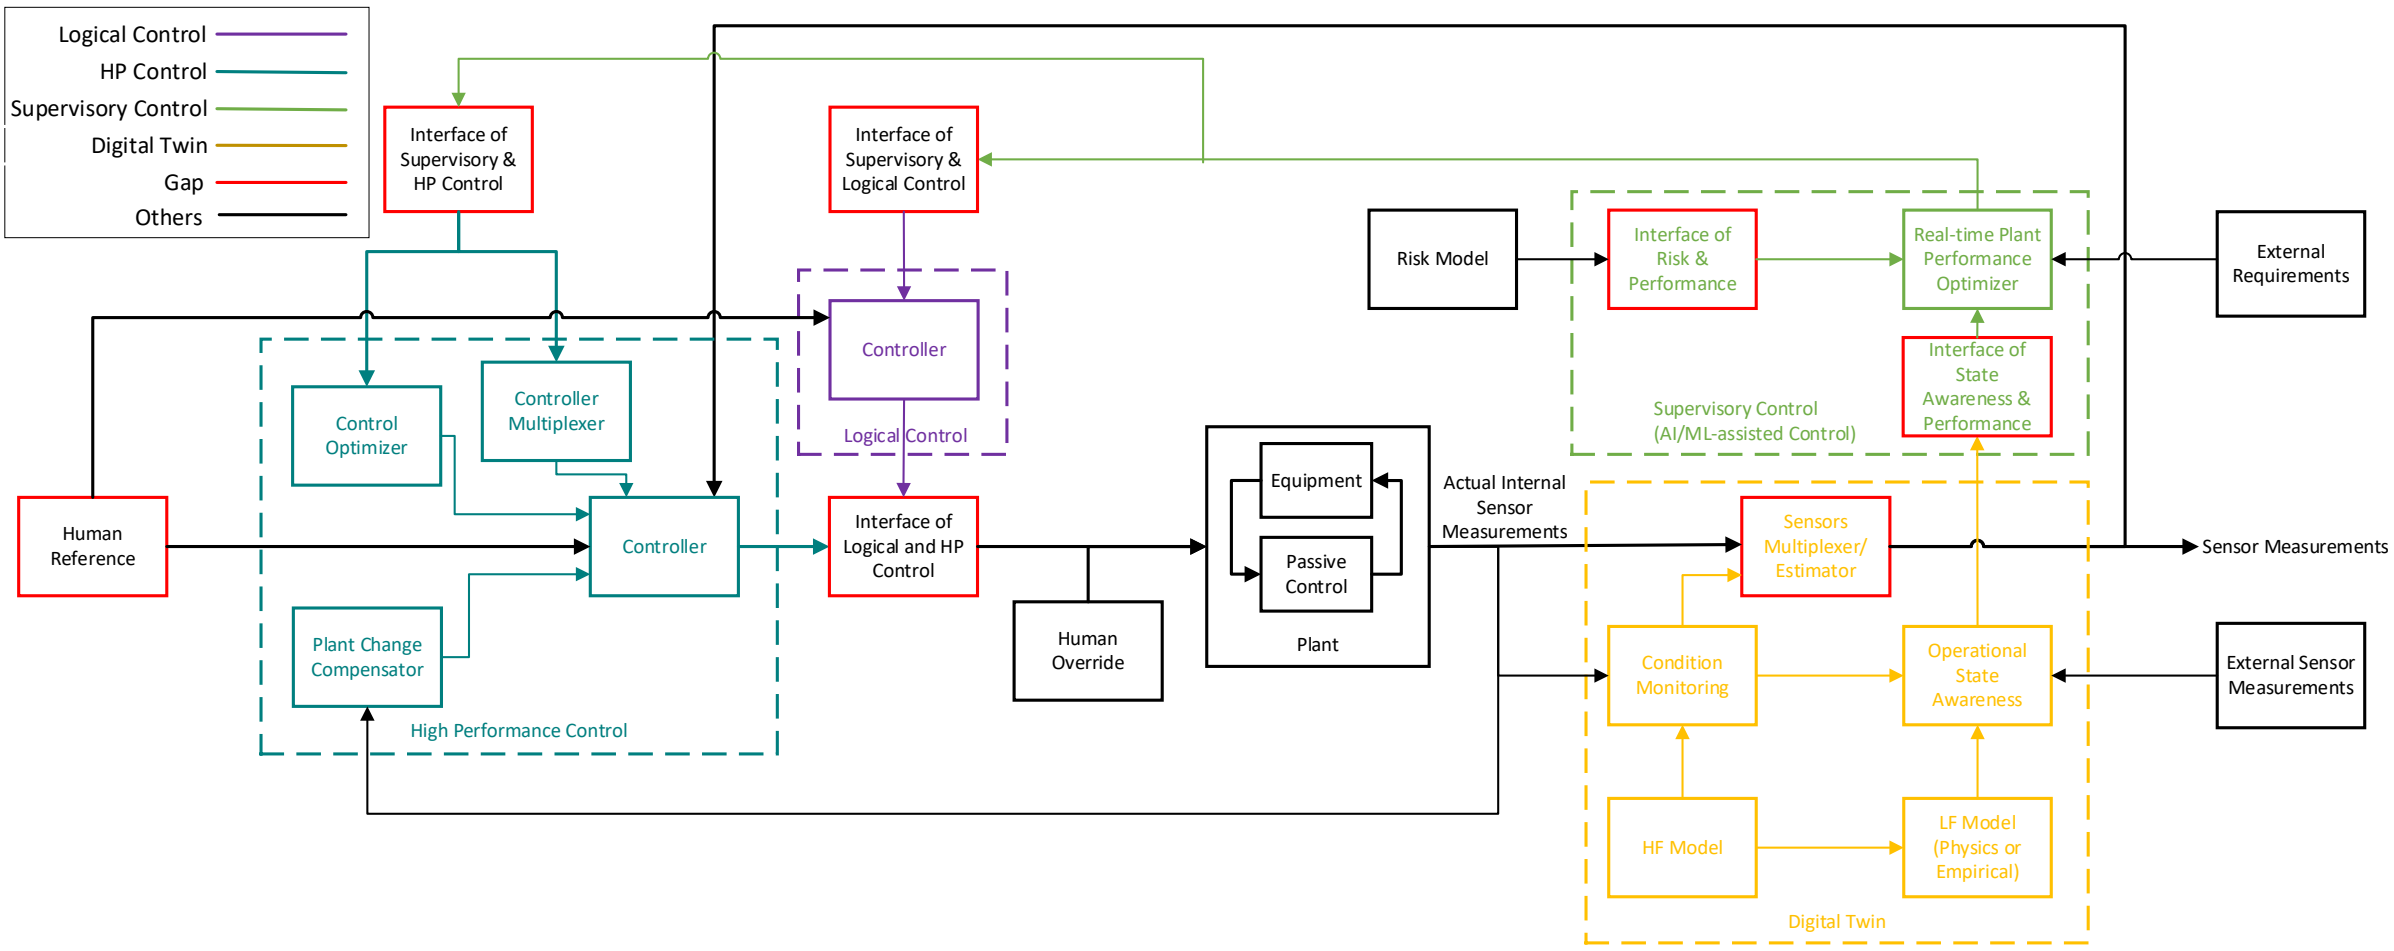 Logical Control
HP Control
Supervisory Control
Digital Twin
Gap
Others
Interface of
Supervisory &
HP Control
Interface of
Supervisory &
Logical Control
Risk Model
Interface of
Risk &
Performance
Real-time Plant
Performance
Optimizer
External
Requirements
Controller
Logical Control
Interface of
State
Awareness &
Performance
Supervisory Control
(AI/ML-assisted Control)
Control
Optimizer
Controller
Multiplexer
Human
Reference
Controller
Interface of
Logical and HP
Control
Human
Override
Equipment
Passive
Control
Plant
Actual Internal
Sensor
Measurements
Sensors
Multiplexer/
Estimator
Sensor Measurements
Plant Change
Compensator
High Performance Control
Condition
Monitoring
Operational
State
Awareness
External Sensor
Measurements
HF Model
LF Model
(Physics or
Empirical)
Digital Twin